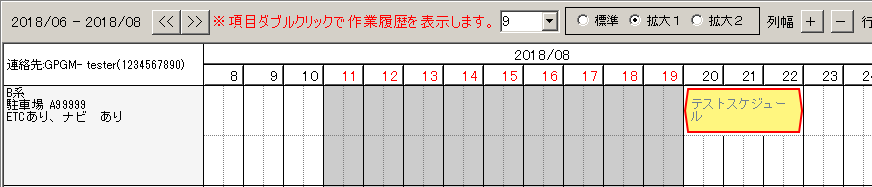 2018/06 - 2018/08 << >> ※項目ダブルクリックで作業履歴を表示します。 9 標準 拡大1 拡大2 列幅 + - 行
2018/08
連絡先:GPGM- tester(1234567890)
8 9 10 11 12 13 14 15 16 17 18 19 20 21 22 23 24
B系
駐車場 A99999
ETCあり、ナビ　あり
テストスケジュー
ル